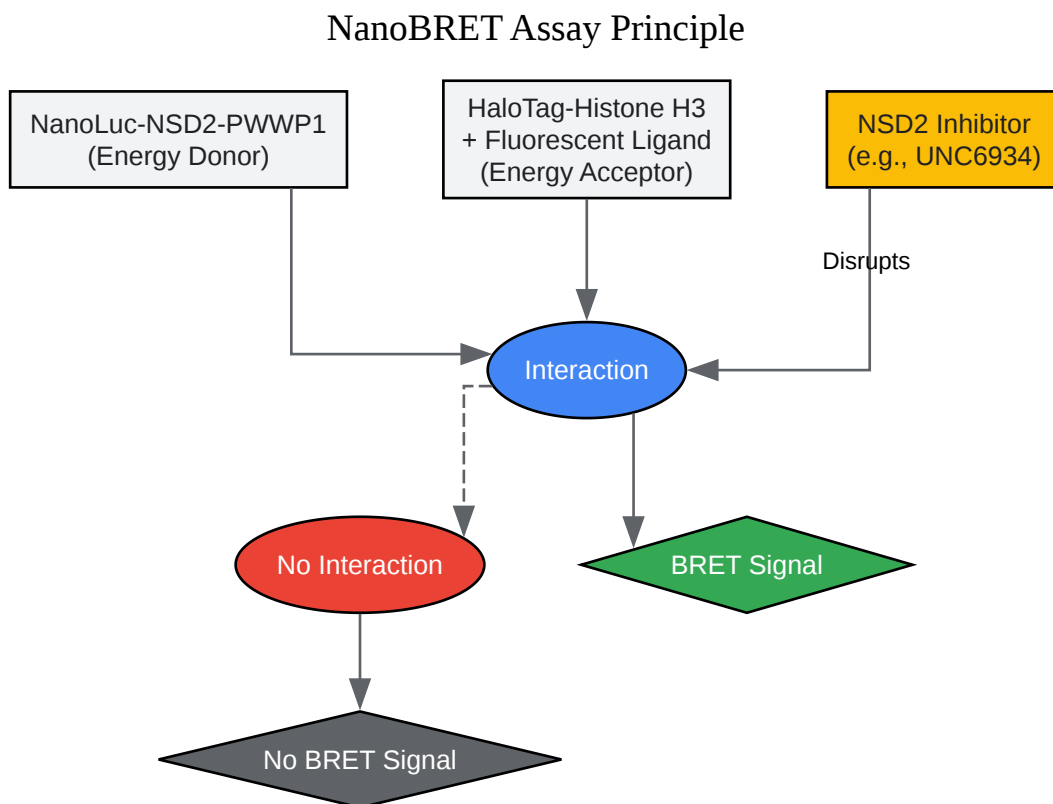 NanoBRET Assay Principle
NanoLuc-NSD2-PWWP1
(Energy Donor)
HaloTag-Histone H3
+ Fluorescent Ligand
(Energy Acceptor)
NSD2 Inhibitor
(e.g., UNC6934)
Disrupts
Interaction
No Interaction
BRET Signal
No BRET Signal